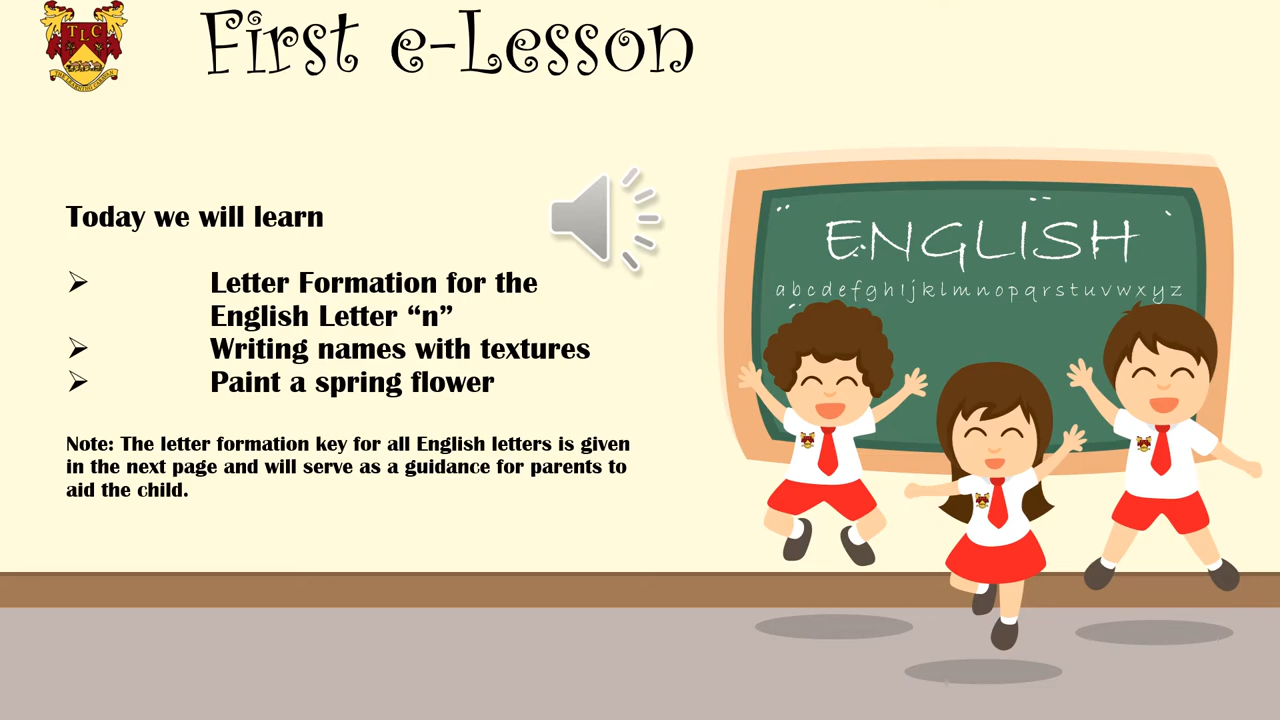 First e-Lesson
TLC
Today we will learn
➢ Letter Formation for the
English Letter “n”
➢ Writing names with textures
➢ Paint a spring flower
Note: The letter formation key for all English letters is given
in the next page and will serve as a guidance for parents to
aid the child.
ENGLISH
a b c d e f g h I j k l m n o p q r s t u v w x y z